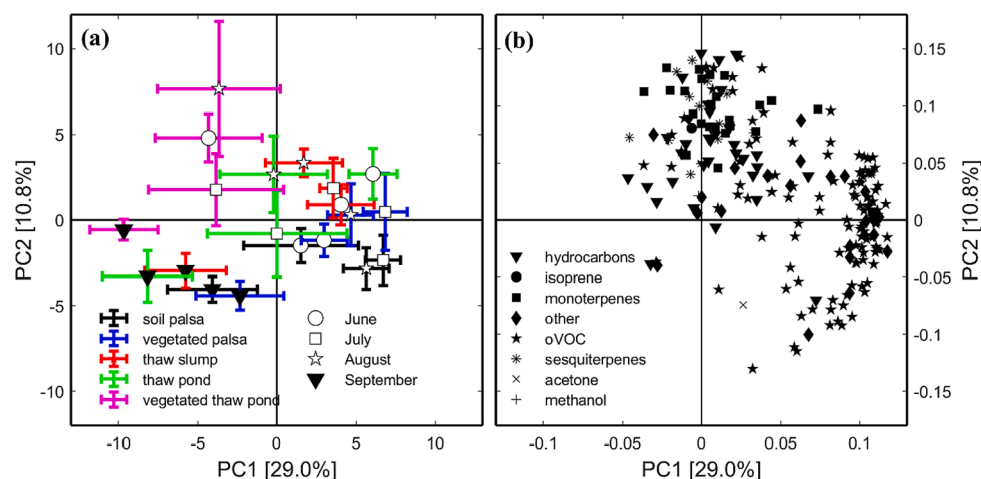 (a)
10
5
0
-5
-10
PC2 [10.8%]
soil palsa
vegetated palsa
thaw slump
thaw pond
vegetated thaw pond
June
July
August
September
-10
-5
0
5
10
PC1 [29.0%]
(b)
hydrocarbons
isoprene
monoterpenes
other
oVOC
sesquiterpenes
acetone
methanol
0.15
0.1
0.05
0
-0.05
-0.1
-0.15
PC2 [10.8%]
-0.1
-0.05
0
0.05
0.1
PC1 [29.0%]